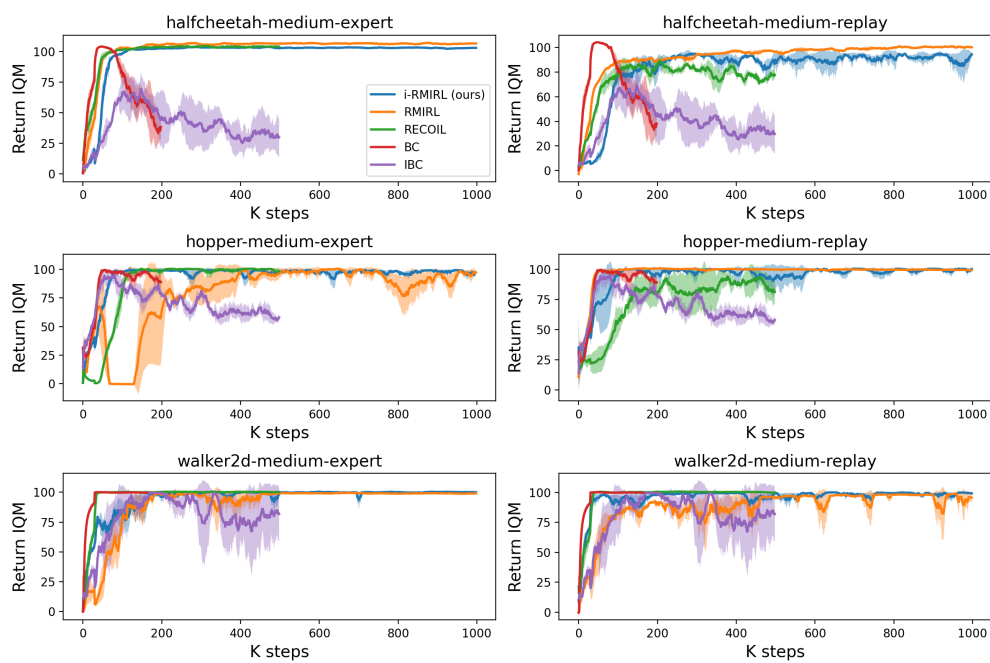 halfcheetah-medium-expert
Return IQM
100
75
50
25
0
0 200 400 600 800 1000
K steps
i-RMIRL (ours)
RMIRL
RECOIL
BC
IBC
halfcheetah-medium-replay
Return IQM
100
80
60
40
20
0
0 200 400 600 800 1000
K steps
hopper-medium-expert
Return IQM
100
75
50
25
0
0 200 400 600 800 1000
K steps
hopper-medium-replay
Return IQM
100
75
50
25
0
0 200 400 600 800 1000
K steps
walker2d-medium-expert
Return IQM
100
75
50
25
0
0 200 400 600 800 1000
K steps
walker2d-medium-replay
Return IQM
100
75
50
25
0
0 200 400 600 800 1000
K steps